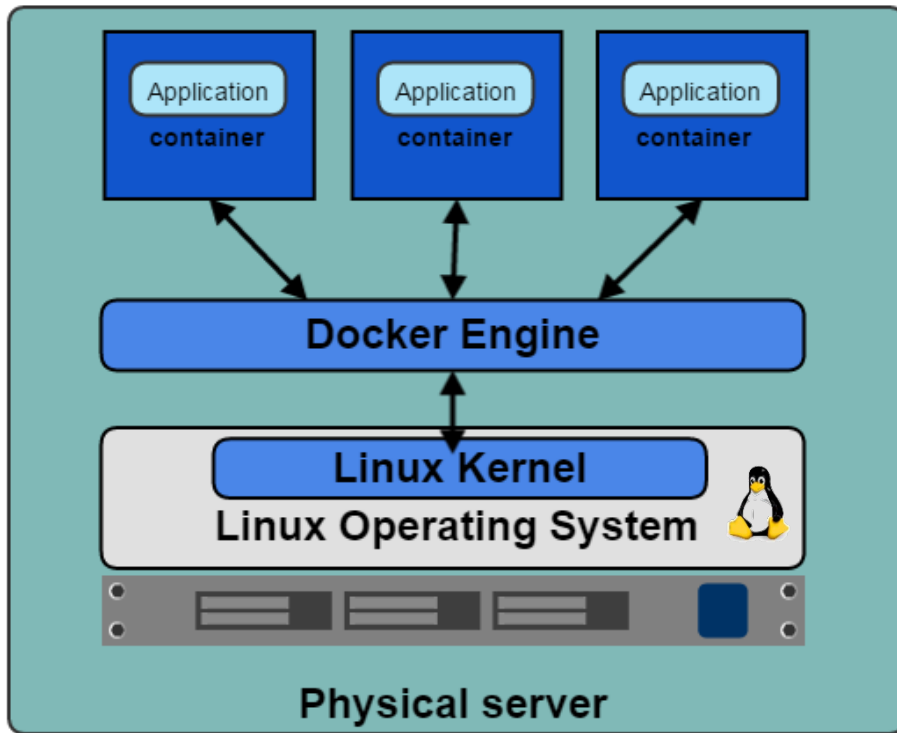 Application Application Application
container container container
Docker Engine
Linux Kernel
Linux Operating System
Physical server